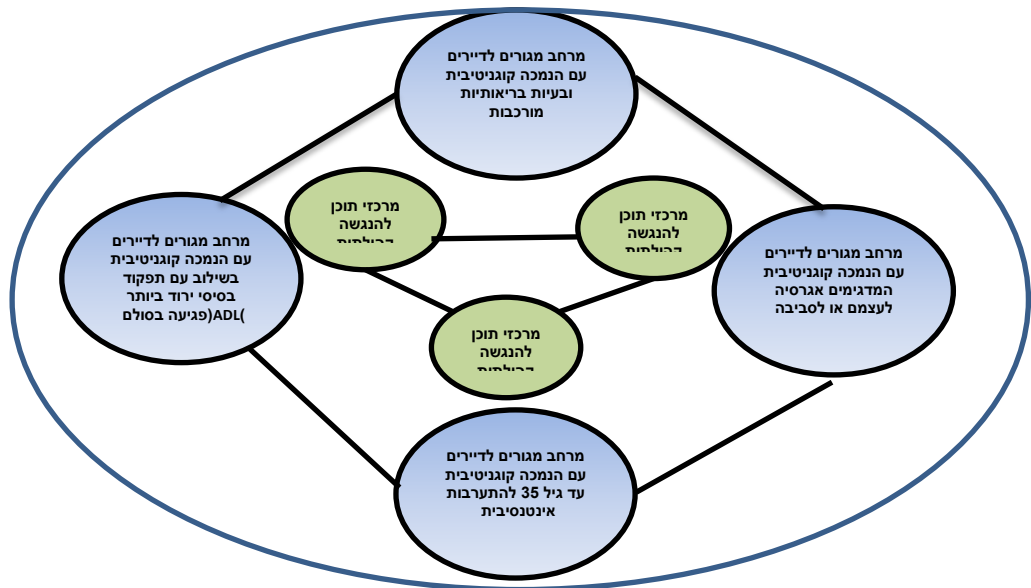 מרחב מגורים לדיירים
עם הנמכה קוגניטיבית
ובעיות בריאותיות
מורכבות
מרכזי תוכן
להנגשה
מרכזי תוכן
להנגשה
מרחב מגורים לדיירים
עם הנמכה קוגניטיבית
המדגימים אגרסיה
לעצמם או לסביבה
מרחב מגורים לדיירים
עם הנמכה קוגניטיבית
בשילוב עם תפקוד
בסיסי ירוד ביותר
פגיעה בסולם)ADL(
מרכזי תוכן
להנגשה
מרחב מגורים לדיירים
עם הנמכה קוגניטיבית
עד גיל 35 להתערבות
אינטנסיבית